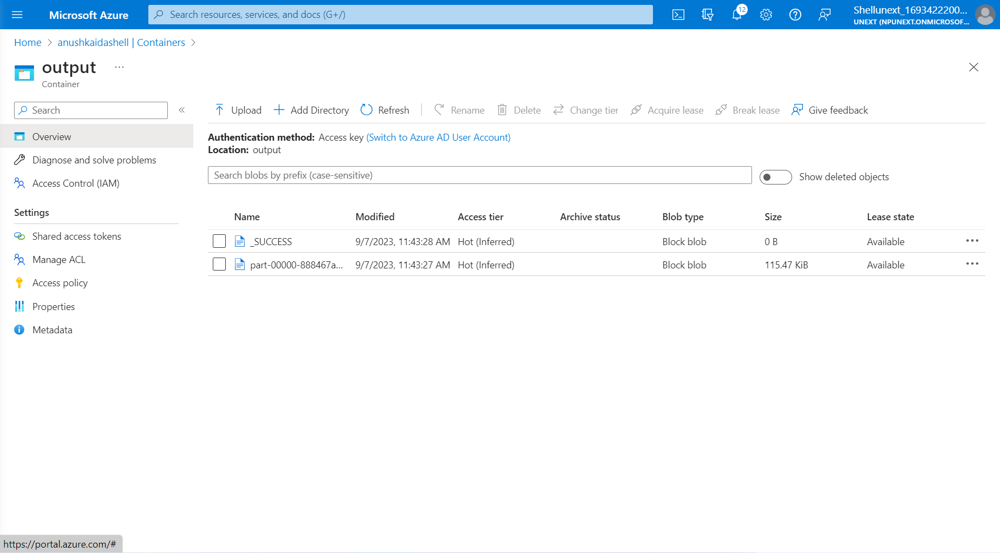 Microsoft Azure
Search resources, services, and docs (G+/)
12
Shellunext_1693422200...
UNEXT (NPUNEXT.ONMICROSOF...
Home > anushkaidashell | Containers >
output ...
Container
Search «
Upload Add Directory Refresh Rename Delete Change tier Acquire lease Break lease Give feedback
Overview
Diagnose and solve problems
Access Control (IAM)
Settings
Shared access tokens
Manage ACL
Access policy
Properties
Metadata
Authentication method: Access key (Switch to Azure AD User Account)
Location: output
Search blobs by prefix (case-sensitive)
Show deleted objects
Name Modified Access tier Archive status Blob type Size Lease state
_SUCCESS 9/7/2023, 11:43:28 AM Hot (Inferred) Block blob 0 B Available ...
part-00000-888467a... 9/7/2023, 11:43:27 AM Hot (Inferred) Block blob 115.47 KiB Available ...
https://portal.azure.com/#